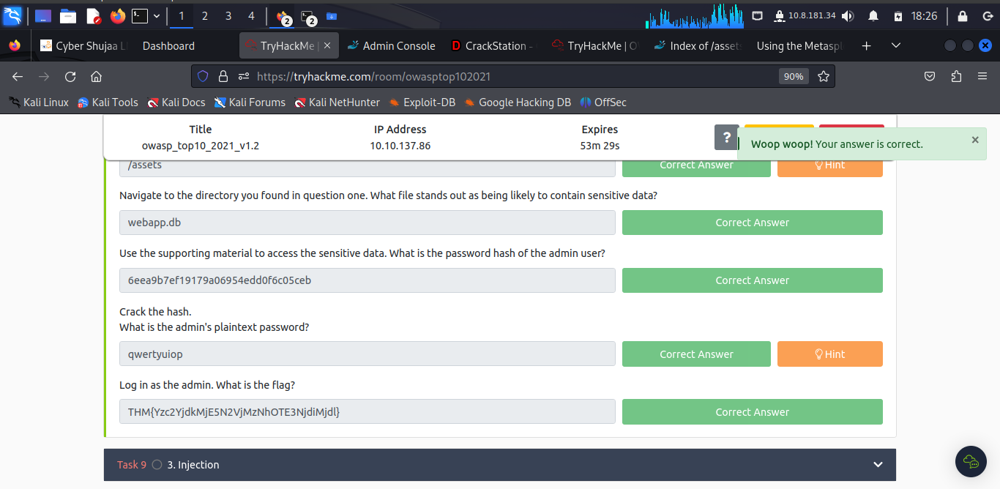 1
2
3
4
2
2
10.8.181.34
18:26
Cyber Shujaa L
Dashboard
TryHackMe |
Admin Console
CrackStation -
TryHackMe | O
Index of /assets
Using the Metaspl
https://tryhackme.com/room/owasptop102021
90%
Kali Linux
Kali Tools
Kali Docs
Kali Forums
Kali NetHunter
Exploit-DB
Google Hacking DB
OffSec
Title
IP Address
Expires
owasp_top10_2021_v1.2
10.10.137.86
53m 29s
?
Woop woop! Your answer is correct.
/assets
Correct Answer
Hint
Navigate to the directory you found in question one. What file stands out as being likely to contain sensitive data?
webapp.db
Correct Answer
Use the supporting material to access the sensitive data. What is the password hash of the admin user?
6eea9b7ef19179a06954edd0f6c05ceb
Correct Answer
Crack the hash.
What is the admin's plaintext password?
qwertyuiop
Correct Answer
Hint
Log in as the admin. What is the flag?
THM{Yzc2YjdkMjE5N2VjMzNhOTE3NjdiMjdl}
Correct Answer
Task 9
3. Injection